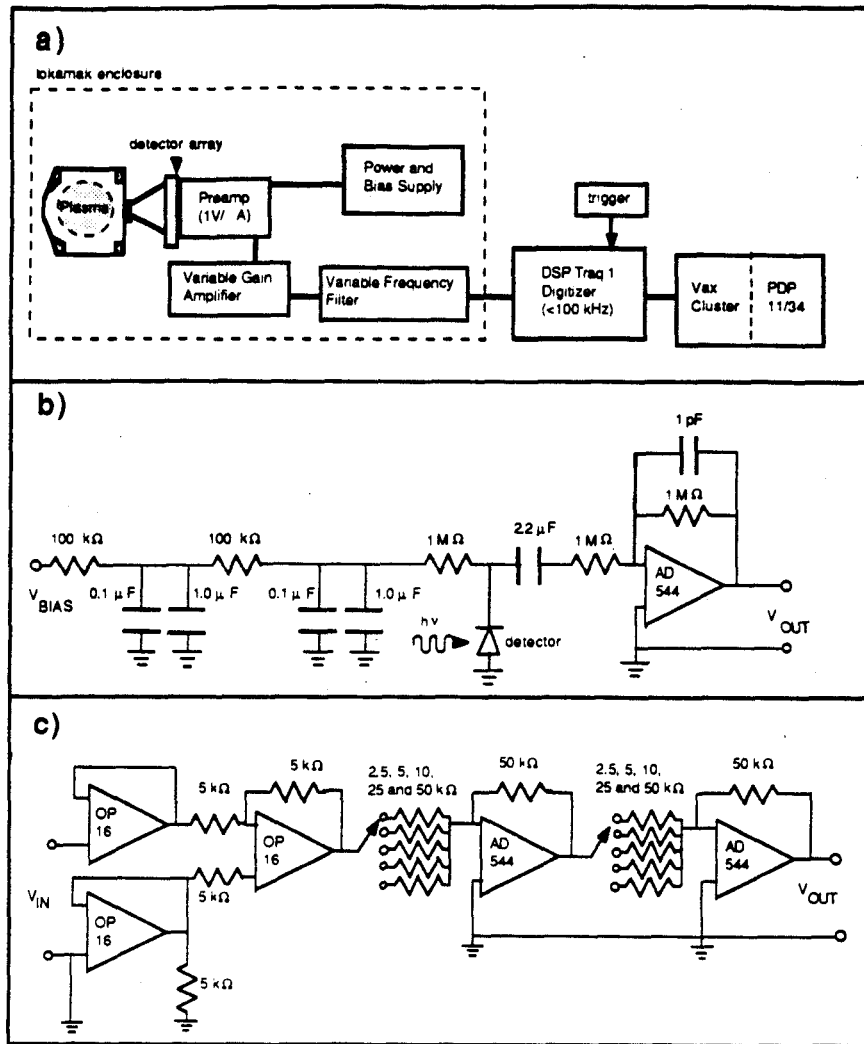 a)
tokamak enclosure
detector array
Plasma
Preamp
(1V/ A)
Power and
Bias Supply
trigger
Variable Gain
Amplifier
Variable Frequency
Filter
DSP Traq 1
Digitizer
(<100 kHz)
Vax
Cluster
PDP
11/34
b)
1 pF
1 MΩ
100 kΩ
100 kΩ
1 MΩ
2.2 μF
1 MΩ
V BIAS
0.1 μF
1.0 μF
0.1 μF
1.0 μF
hν
detector
AD
544
V OUT
c)
5 kΩ
5 kΩ
2.5, 5, 10,
25 and 50 kΩ
50 kΩ
2.5, 5, 10,
25 and 50 kΩ
50 kΩ
OP
16
OP
16
AD
544
AD
544
V IN
OP
16
5 kΩ
5 kΩ
V OUT